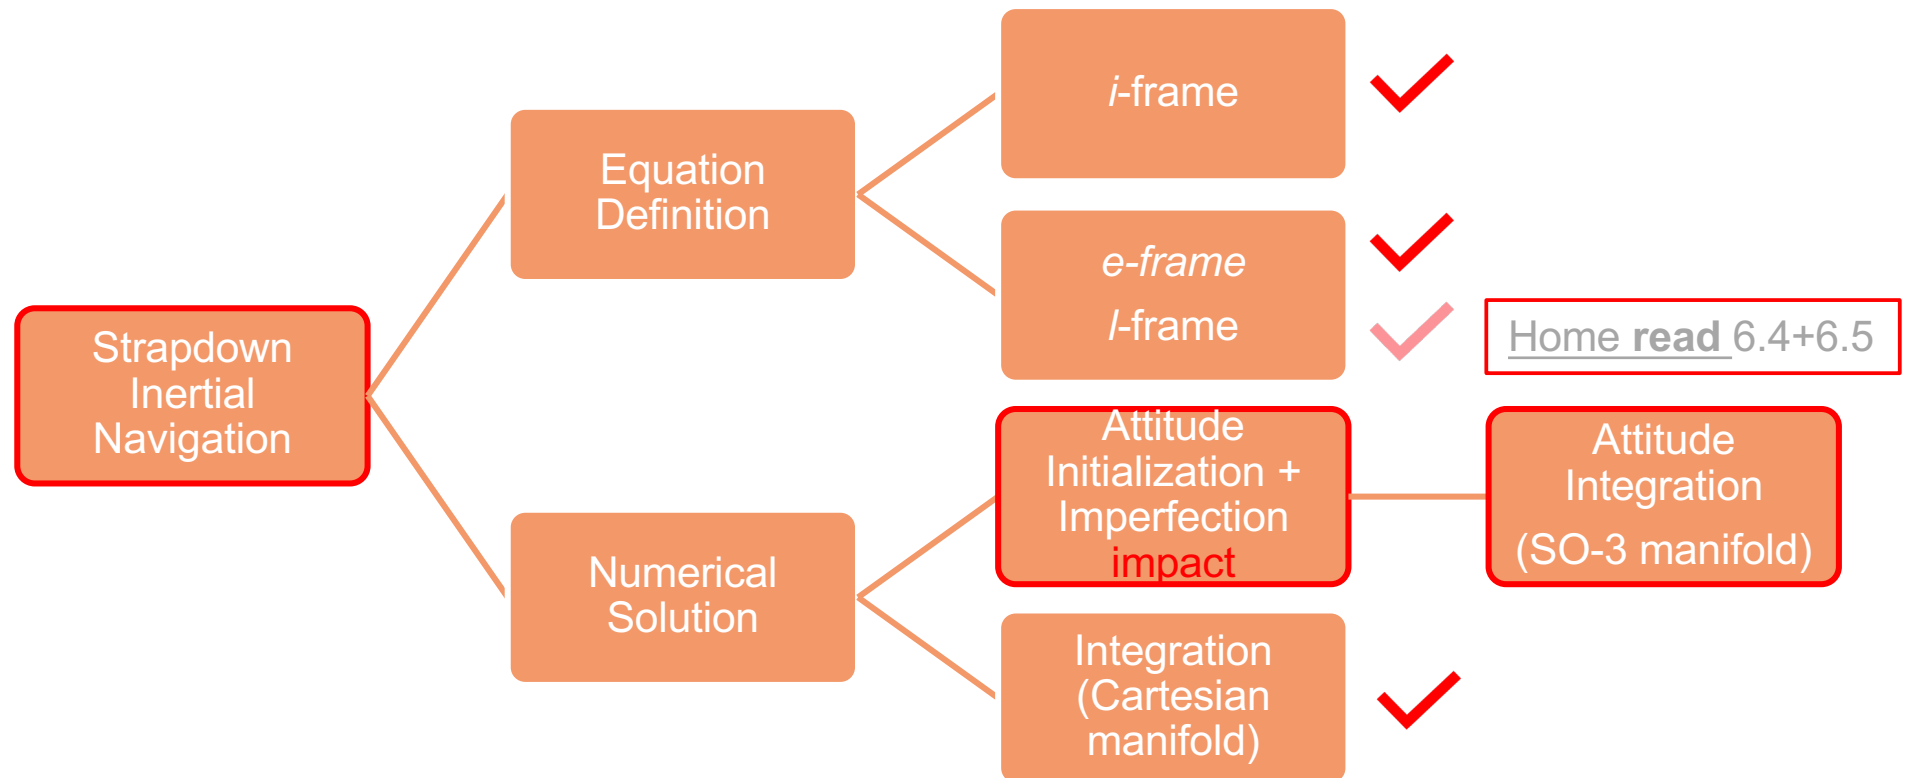 Strapdown
Inertial
Navigation
Equation
Definition
i-frame
e-frame
l-frame
Home read 6.4+6.5
Numerical
Solution
Attitude
Initialization +
Imperfection
impact
Attitude
Integration
(SO-3 manifold)
Integration
(Cartesian
manifold)